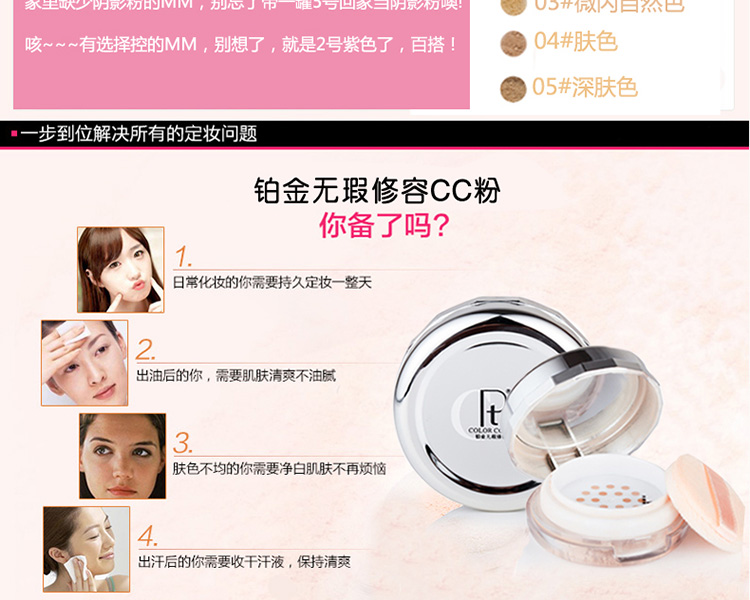 家里缺少阴影粉的MM，别忘了带一罐5号回家当阴影粉噢!
咳~~~有选择控的MM，别想了，就是2号紫色了，百搭！
03#微闪自然色
04#肤色
05#深肤色
一步到位解决所有的定妆问题
铂金无瑕修容CC粉
你备了吗?
1.
日常化妆的你需要持久定妆一整天
2.
出油后的你，需要肌肤清爽不油腻
3.
肤色不均的你需要净白肌肤不再烦恼
4.
出汗后的你需要收干汗液，保持清爽
Pt
COLOR C
铂金无瑕修